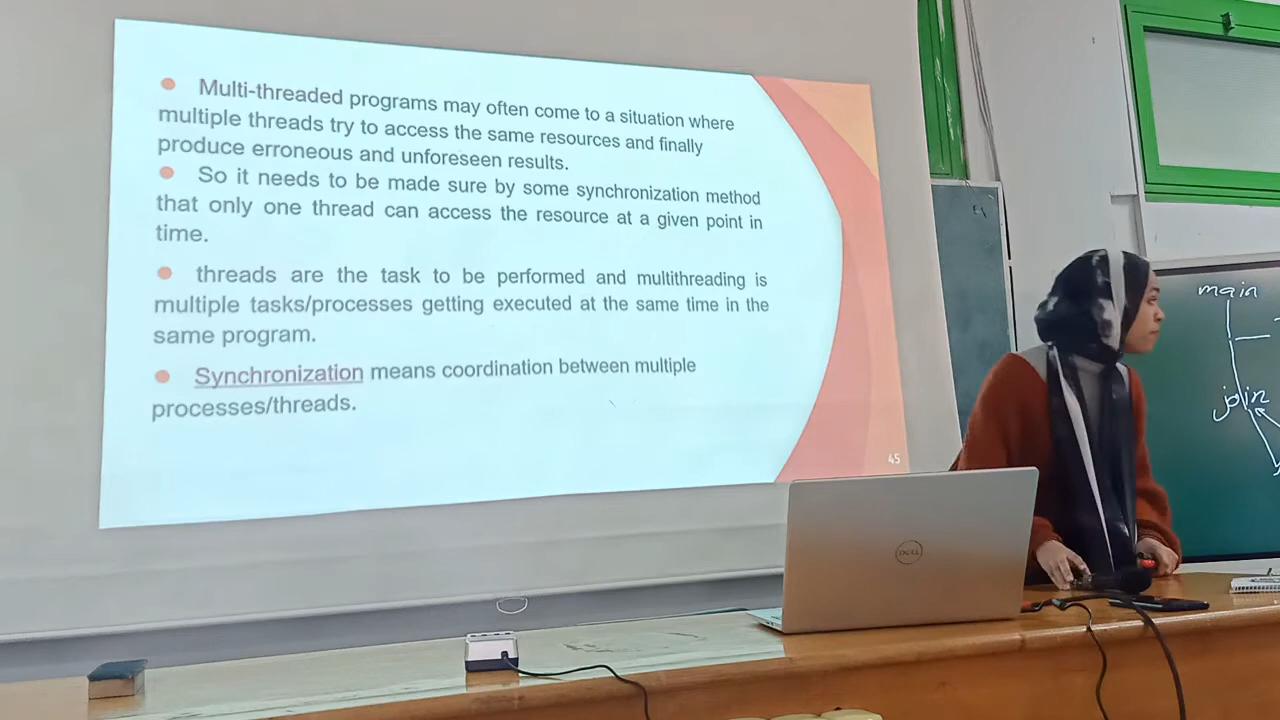 Multi-threaded programs may often come to a situation where
multiple threads try to access the same resources and finally
produce erroneous and unforeseen results.
So it needs to be made sure by some synchronization method
that only one thread can access the resource at a given point in
time.
threads are the task to be performed and multithreading is
multiple tasks/processes getting executed at the same time in the
same program.
Synchronization means coordination between multiple
processes/threads.
45
DELL
main
join